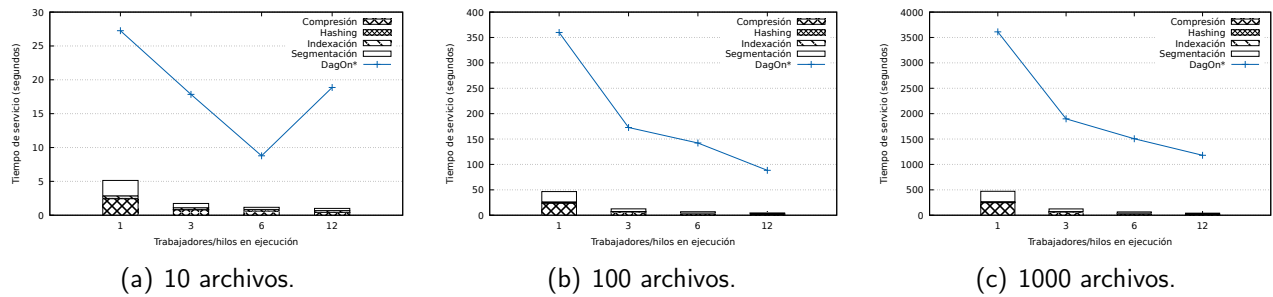 Tiempo de servicio (segundos)
30
25
20
15
10
5
0
1
3
6
12
Trabajadores/hilos en ejecución
Compresión
Hashing
Indexación
Segmentación
DagOn*
(a) 10 archivos.
Tiempo de servicio (segundos)
400
350
300
250
200
150
100
50
0
1
3
6
12
Trabajadores/hilos en ejecución
Compresión
Hashing
Indexación
Segmentación
DagOn*
(b) 100 archivos.
Tiempo de servicio (segundos)
4000
3500
3000
2500
2000
1500
1000
500
0
1
3
6
12
Trabajadores/hilos en ejecución
Compresión
Hashing
Indexación
Segmentación
DagOn*
(c) 1000 archivos.